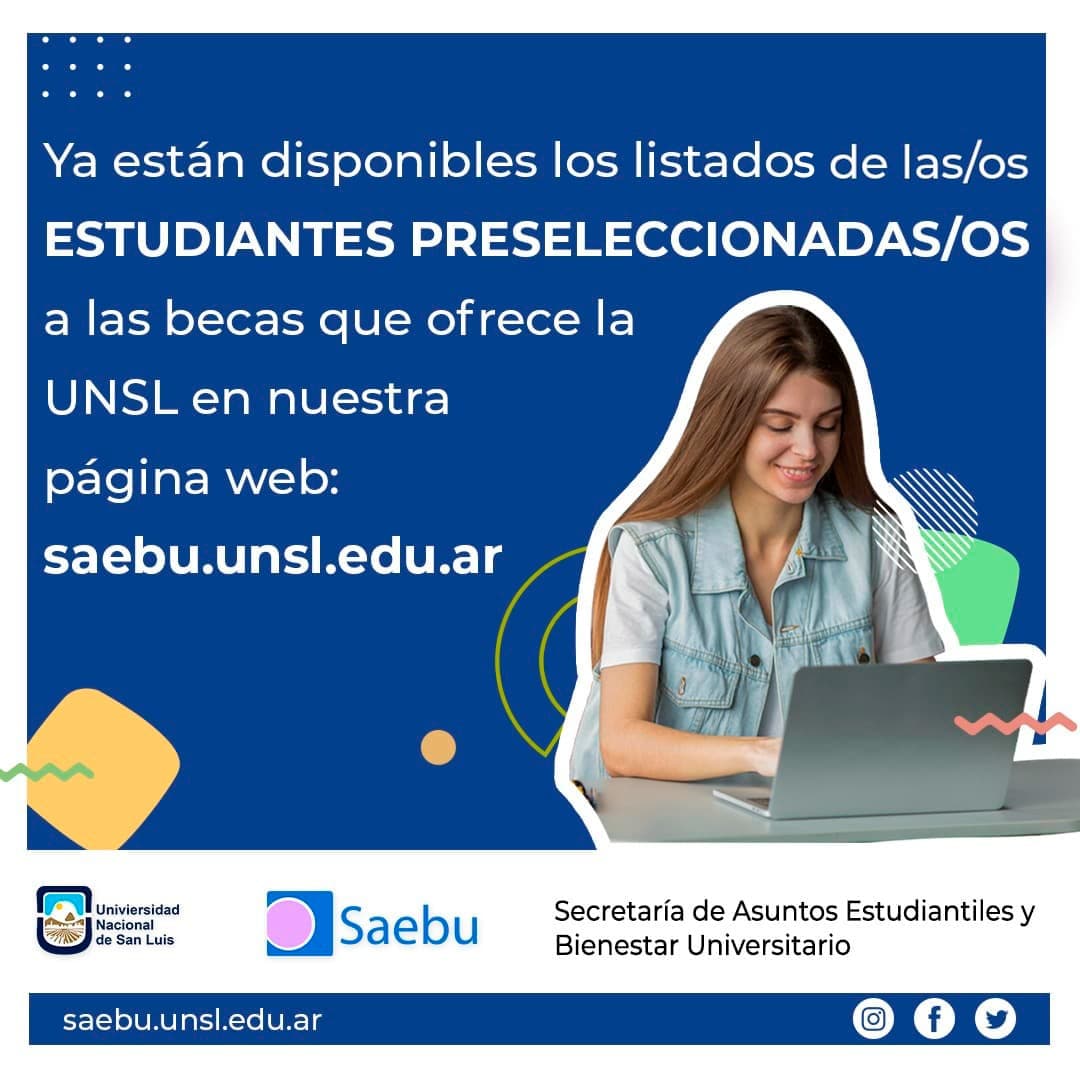 Ya están disponibles los listados de las/os
ESTUDIANTES PRESELECCIONADAS/OS
a las becas que ofrece la
UNSL en nuestra
página web:
saebu.unsl.edu.ar
Univiersidad
Nacional
de San Luis
Saebu
Secretaría de Asuntos Estudiantiles y
Bienestar Universitario
saebu.unsl.edu.ar